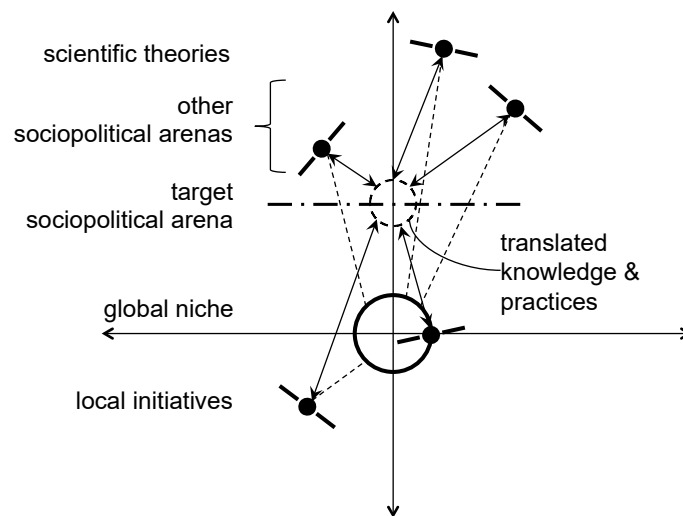 scientific theories
other
sociopolitical arenas
target
sociopolitical arena
translated
knowledge &
practices
global niche
local initiatives